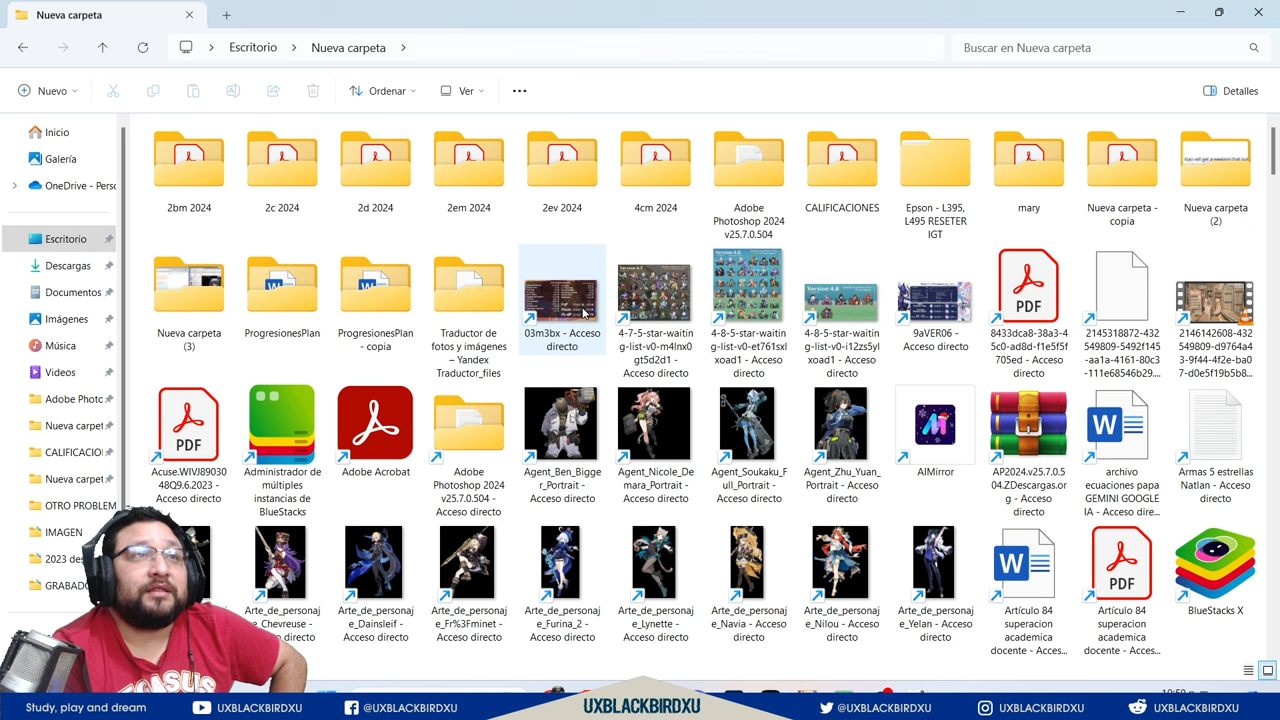 Nueva carpeta
Escritorio > Nueva carpeta >
Buscar en Nueva carpeta
Nuevo
Ordenar
Ver
Detalles
Inicio
Galería
OneDrive - Perso
Escritorio
Descargas
Documentos
Imágenes
Música
Videos
Adobe Photo
Nueva carpet
CALIFICACIO
Nueva carpet
OTRO PROBLEM
IMAGEN
2023 des
GRABADO
2bm 2024
2c 2024
2d 2024
2em 2024
2ev 2024
4cm 2024
Adobe
Photoshop 2024
v25.7.0.504
CALIFICACIONES
Epson - L395,
L495 RESETER
IGT
mary
Nueva carpeta -
copia
Nueva carpeta
(2)
Nueva carpeta
(3)
ProgresionesPlan
ProgresionesPlan
- copia
Traductor de
fotos y imágenes
– Yandex
Traductor_files
03m3bx - Acceso
directo
4-7-5-star-waitin
g-list-v0-m4lnx0
gt5d2d1 -
Acceso directo
4-8-5-star-waitin
g-list-v0-et761sxl
xoad1 - Acceso
directo
4-8-5-star-waitin
g-list-v0-i12zs5yl
xoad1 - Acceso
directo
9aVER06 -
Acceso directo
PDF
8433dca8-38a3-4
5c0-ad8d-f1e5f5f
705ed - Acceso
directo
2145318872-432
549809-5492f145
-aa1a-4161-80c3
-111e68546b29....
2146142608-432
549809-d9764a4
3-9f44-4f2e-ba0
7-d0e5f19b5b8...
PDF
Acuse.WIVJ89030
48Q9.6.2023 -
Acceso directo
Administrador de
múltiples
instancias de
BlueStacks
Adobe Acrobat
Adobe
Photoshop 2024
v25.7.0.504 -
Acceso directo
Agent_Ben_Bigge
r_Portrait -
Acceso directo
Agent_Nicole_De
mara_Portrait -
Acceso directo
Agent_Soukaku_F
ull_Portrait -
Acceso directo
Agent_Zhu_Yuan_
Portrait - Acceso
directo
AIMirror
AP2024.v25.7.0.5
04.ZDescargas.or
g - Acceso
directo
archivo
ecuaciones papa
GEMINI GOOGLE
IA - Acceso dire...
Armas 5 estrellas
Natlan - Acceso
directo
Arte_de_personaj
e_Chevreuse -
Acceso directo
Arte_de_personaj
e_Dainsleif -
Acceso directo
Arte_de_personaj
e_Fr%3Fminet -
Acceso directo
Arte_de_personaj
e_Furina_2 -
Acceso directo
Arte_de_personaj
e_Lynette -
Acceso directo
Arte_de_personaj
e_Navia - Acceso
directo
Arte_de_personaj
e_Nilou - Acceso
directo
Arte_de_personaj
e_Yelan - Acceso
directo
Artículo 84
superacion
academica
docente - Acces...
PDF
Artículo 84
superacion
academica
docente - Acces...
BlueStacks X
Study, play and dream
UXBLACKBIRDXU
@UXBLACKBIRDXU
UXBLACKBIRDXU
@UXBLACKBIRDXU
UXBLACKBIRDXU
UXBLACKBIRDXU